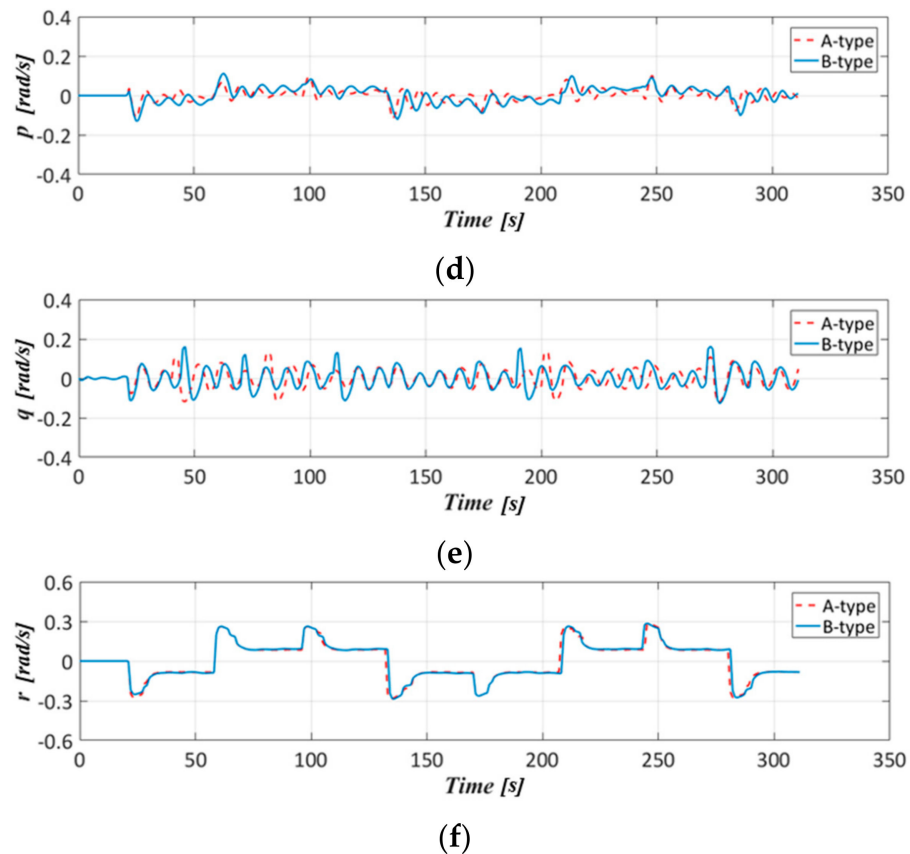 0.4
0.2
0
-0.2
-0.4
p [rad/s]
A-type
B-type
0 50 100 150 200 250 300 350
Time [s]
(d)
0.4
0.2
0
-0.2
-0.4
q [rad/s]
A-type
B-type
0 50 100 150 200 250 300 350
Time [s]
(e)
0.6
0.3
0
-0.3
-0.6
r [rad/s]
A-type
B-type
0 50 100 150 200 250 300 350
Time [s]
(f)